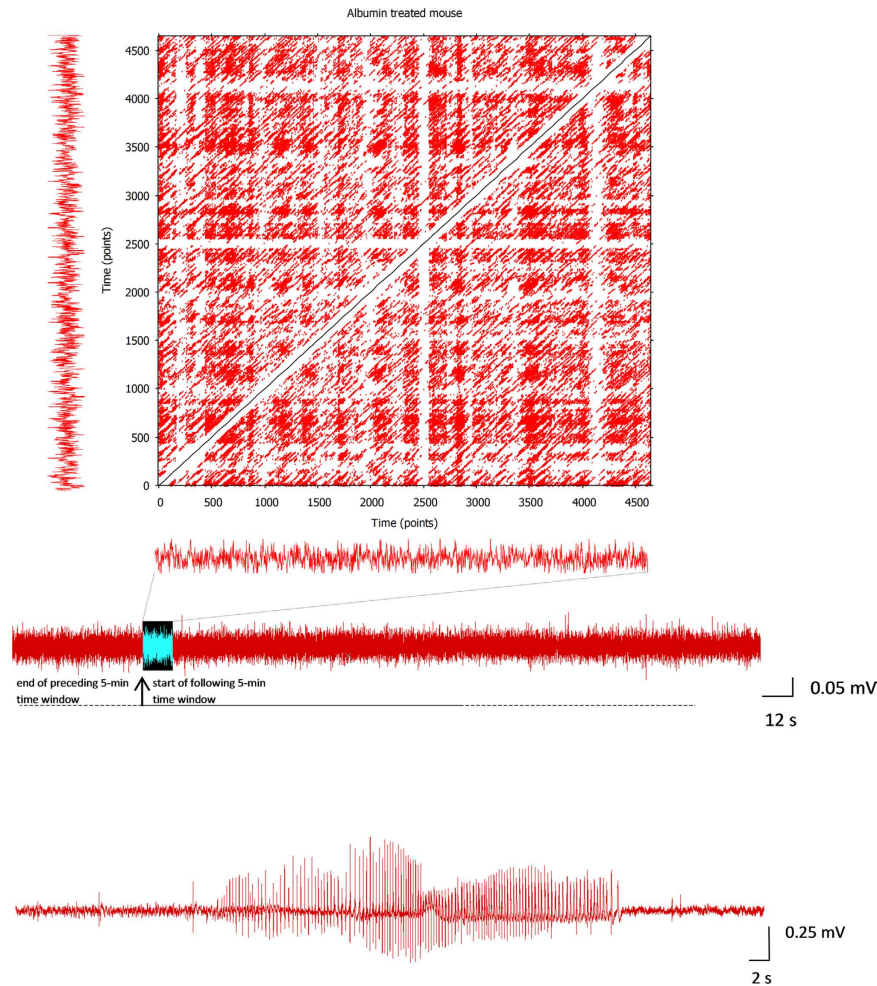 Albumin treated mouse
4500
4000
3500
3000
2500
2000
1500
1000
500
0
Time (points)
0 500 1000 1500 2000 2500 3000 3500 4000 4500
Time (points)
end of preceding 5-min
time window
start of following 5-min
time window
0.05 mV
12 s
0.25 mV
2 s